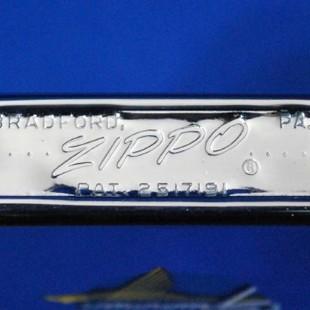 BRADFORD, PA.
.... ZIPPO ® ....
PAT. 2517191